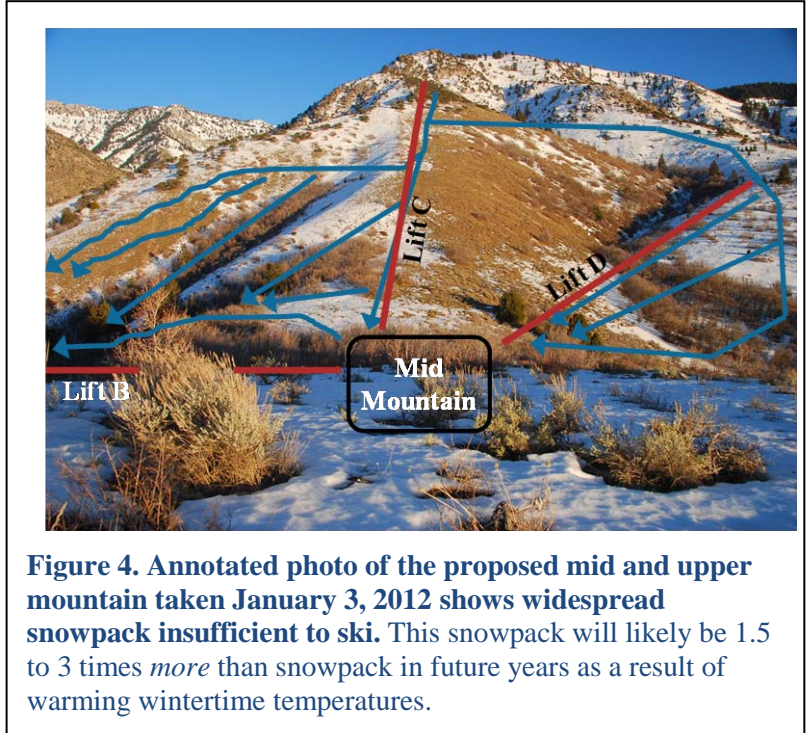 Lift C
Lift D
Lift B
Mid
Mountain
Figure 4. Annotated photo of the proposed mid and upper
mountain taken January 3, 2012 shows widespread
snowpack insufficient to ski. This snowpack will likely be 1.5
to 3 times more than snowpack in future years as a result of
warming wintertime temperatures.